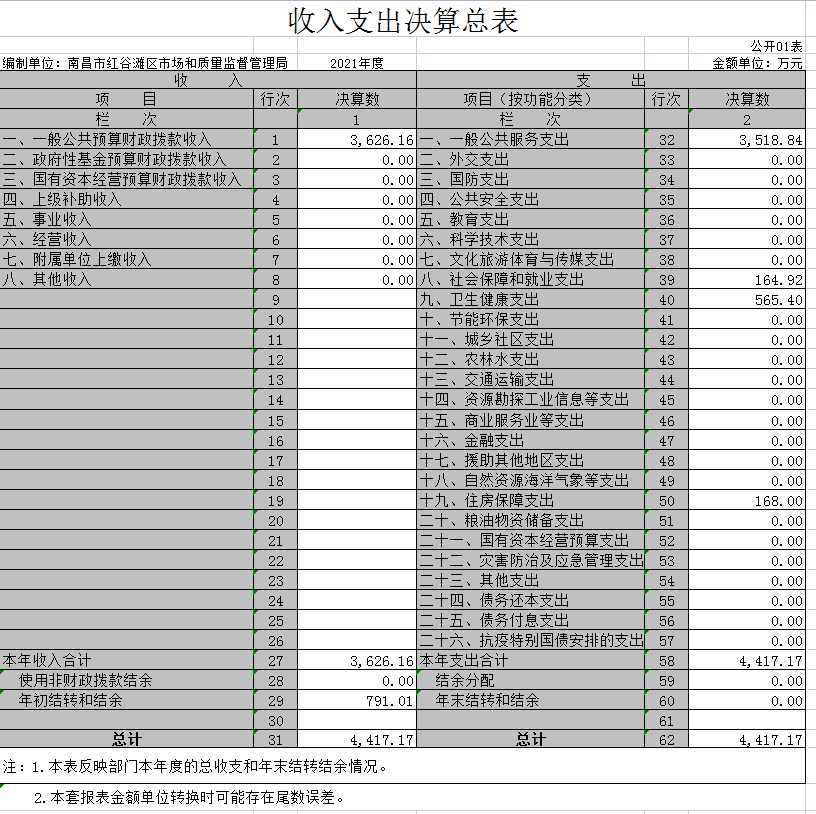 收入支出决算总表
公开01表
编制单位：南昌市红谷滩区市场和质量监督管理局 2021年度 金额单位：万元
收 入 支 出
项 目 行次 决算数 项目（按功能分类） 行次 决算数
栏 次 1 栏 次 2
一、一般公共预算财政拨款收入 1 3,626.16 一、一般公共服务支出 32 3,518.84
二、政府性基金预算财政拨款收入 2 0.00 二、外交支出 33 0.00
三、国有资本经营预算财政拨款收入 3 0.00 三、国防支出 34 0.00
四、上级补助收入 4 0.00 四、公共安全支出 35 0.00
五、事业收入 5 0.00 五、教育支出 36 0.00
六、经营收入 6 0.00 六、科学技术支出 37 0.00
七、附属单位上缴收入 7 0.00 七、文化旅游体育与传媒支出 38 0.00
八、其他收入 8 0.00 八、社会保障和就业支出 39 164.92
9 九、卫生健康支出 40 565.40
10 十、节能环保支出 41 0.00
11 十一、城乡社区支出 42 0.00
12 十二、农林水支出 43 0.00
13 十三、交通运输支出 44 0.00
14 十四、资源勘探工业信息等支出 45 0.00
15 十五、商业服务业等支出 46 0.00
16 十六、金融支出 47 0.00
17 十七、援助其他地区支出 48 0.00
18 十八、自然资源海洋气象等支出 49 0.00
19 十九、住房保障支出 50 168.00
20 二十、粮油物资储备支出 51 0.00
21 二十一、国有资本经营预算支出 52 0.00
22 二十二、灾害防治及应急管理支出 53 0.00
23 二十三、其他支出 54 0.00
24 二十四、债务还本支出 55 0.00
25 二十五、债务付息支出 56 0.00
26 二十六、抗疫特别国债安排的支出 57 0.00
本年收入合计 27 3,626.16 本年支出合计 58 4,417.17
使用非财政拨款结余 28 0.00 结余分配 59 0.00
年初结转和结余 29 791.01 年末结转和结余 60 0.00
30 61
总计 31 4,417.17 总计 62 4,417.17
注：1.本表反映部门本年度的总收支和年末结转结余情况。
2.本套报表金额单位转换时可能存在尾数误差。